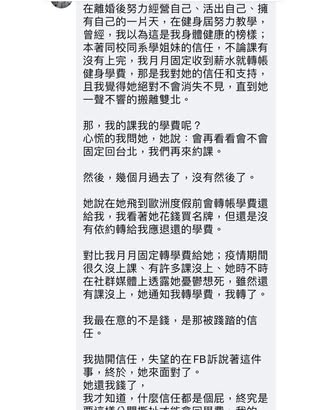 在離婚後努力經營自己、活出自己、擁
有自己的一片天，在健身屆努力教學，
曾經，我以為這是我身體健康的榜樣；
本著同校同系學姐妹的信任，不論課有
沒有上完，我月月固定收到薪水就轉帳
健身學費，那是我對她的信任和支持，
且我覺得她絕對不會消失不見，直到她
一聲不響的搬離雙北。
那，我的課我的學費呢？
心慌的我問她，她說：會再看看會不會
固定回台北，我們再來約課。
然後，幾個月過去了，沒有然後了。
她說在她飛到歐洲度假前會轉帳學費還
給我，我看著她花錢買名牌，但還是沒
有依約轉給我應退還的學費。
對比我月月固定轉學費給她；疫情期間
很久沒上課、有許多課沒上、她時不時
在社群媒體上透露她憂鬱想死，雖然還
有課沒上，她通知我轉學費，我轉了。
我最在意的不是錢，是那被踐踏的信
任。
我拋開信任，失望的在FB訴說著這件
事，終於，她來面對了。
她還我錢了，
我才知道，什麼信任都是個屁，終究是